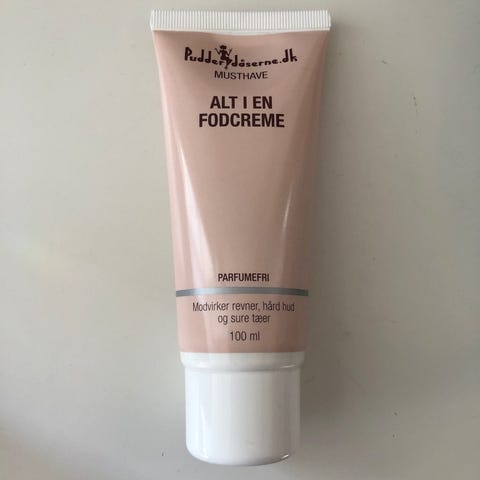 Pudderdåserne.dk
MUSTHAVE
ALT I EN
FODCREME
PARFUMEFRI
Modvirker revner, hård hud
og sure tæer
100 ml